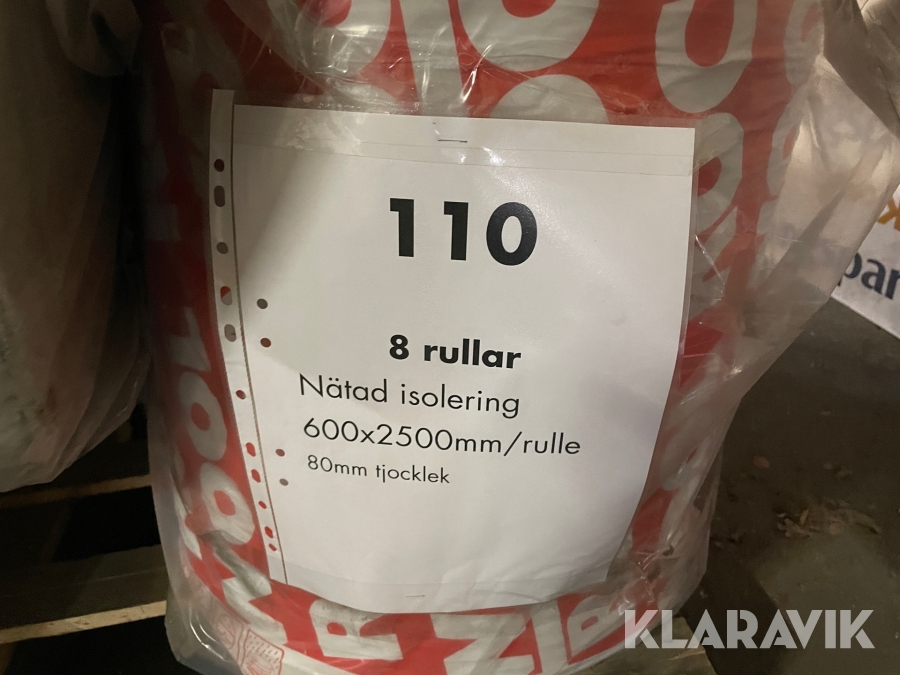 110
8 rullar
Nätad isolering
600x2500mm/rulle
80mm tjocklek
KLARAVIK